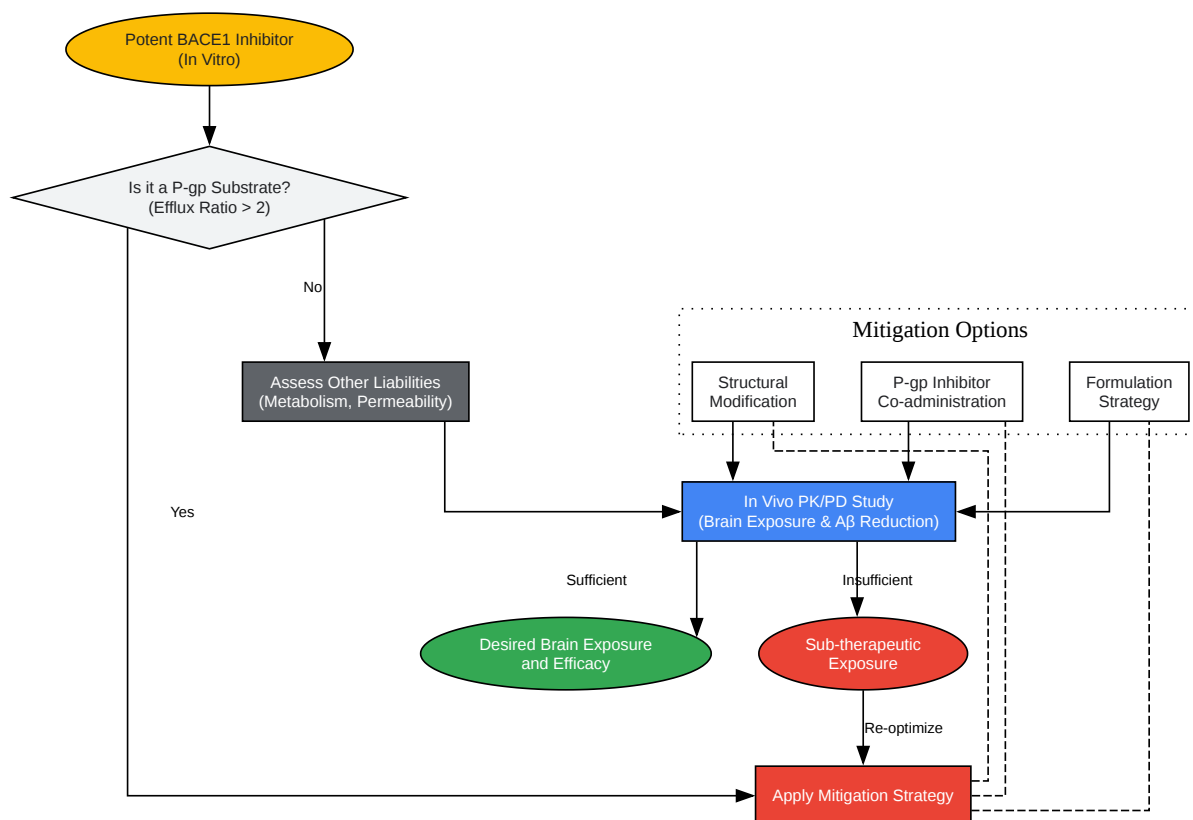 Potent BACE1 Inhibitor
(In Vitro)
Is it a P-gp Substrate?
(Efflux Ratio > 2)
No
Mitigation Options
Assess Other Liabilities
(Metabolism, Permeability)
Structural
Modification
P-gp Inhibitor
Co-administration
Formulation
Strategy
Yes
In Vivo PK/PD Study
(Brain Exposure & Aβ Reduction)
Sufficient
Insufficient
Desired Brain Exposure
and Efficacy
Sub-therapeutic
Exposure
Re-optimize
Apply Mitigation Strategy